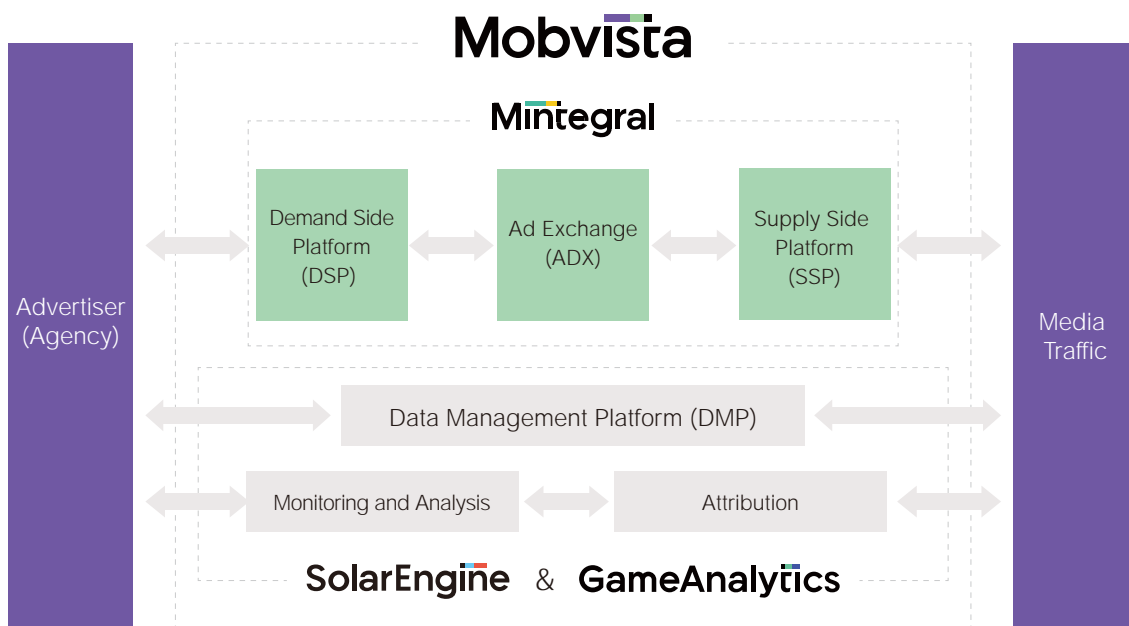 Mobvista
Mintegral
Demand Side
Platform
(DSP)
Ad Exchange
(ADX)
Supply Side
Platform
(SSP)
Advertiser
(Agency)
Media
Traffic
Data Management Platform (DMP)
Monitoring and Analysis
Attribution
SolarEngine & GameAnalytics